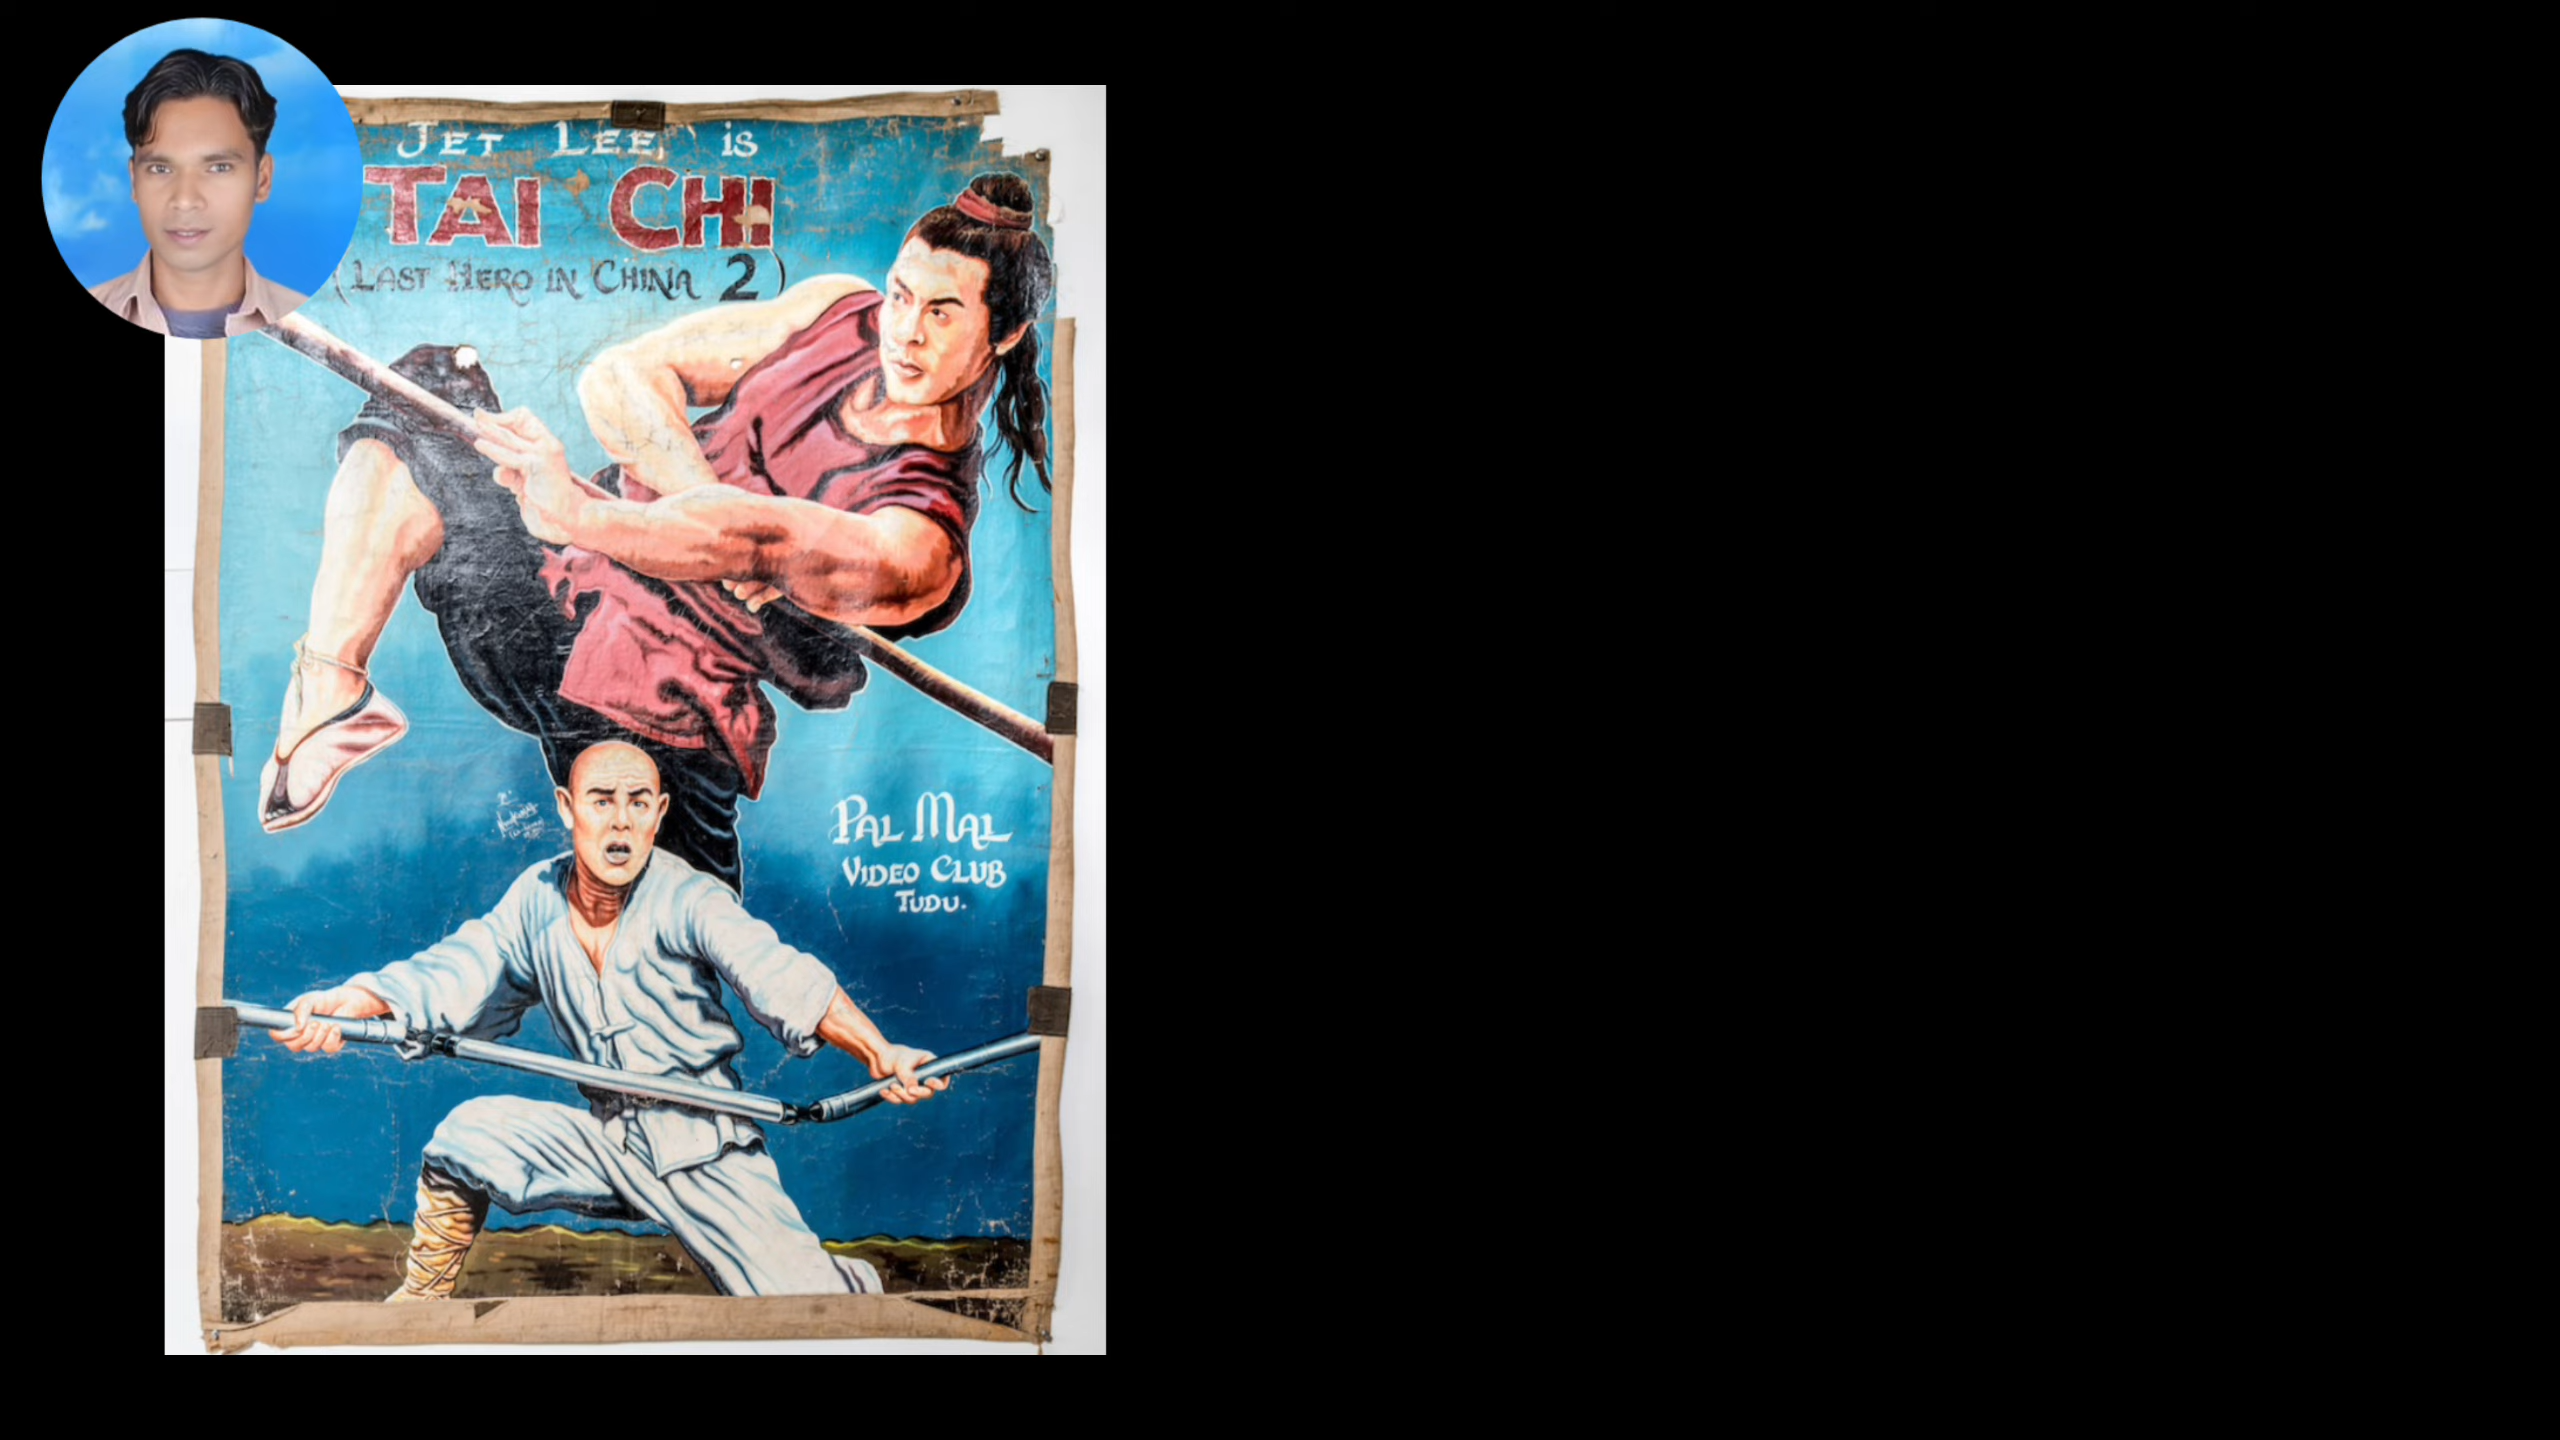 JET LEE, is
TAI CHI
(LAST HERO IN CHINA 2)
PAL MAL
VIDEO CLUB
TUDU.